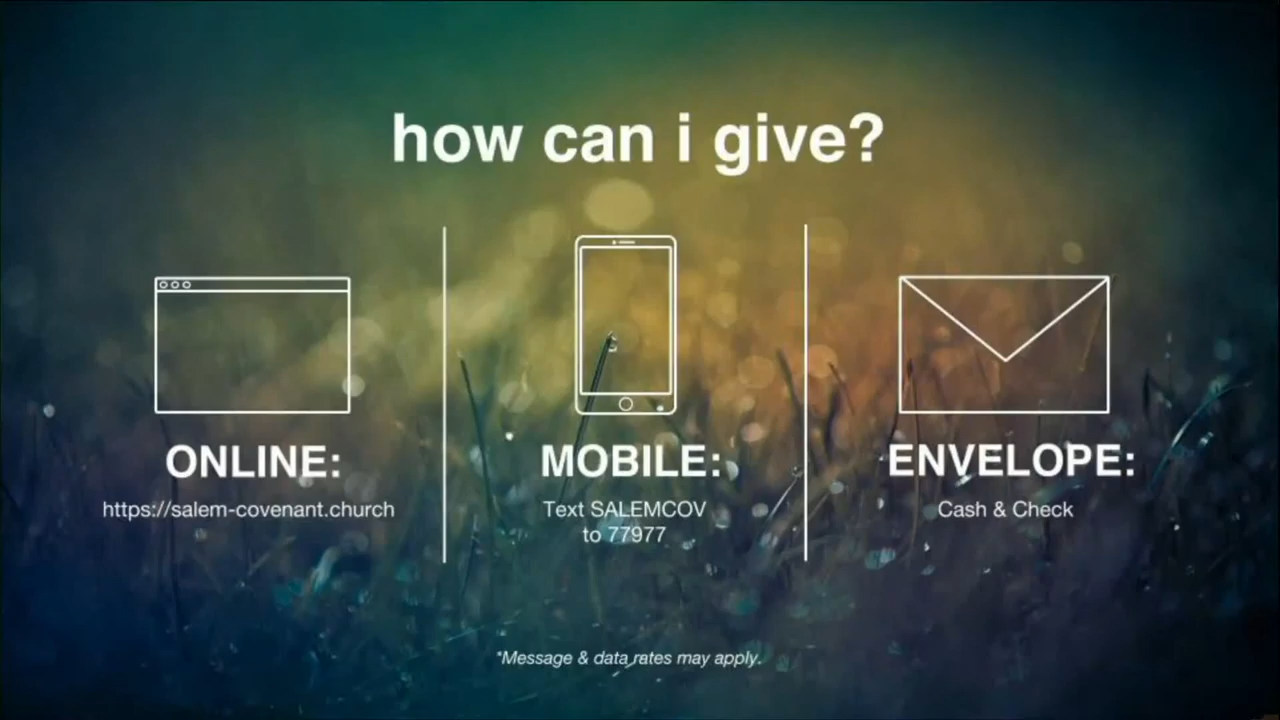 how can i give?
ONLINE:
https://salem-covenant.church
MOBILE:
Text SALEMCOV
to 77977
ENVELOPE:
Cash & Check
*Message & data rates may apply.